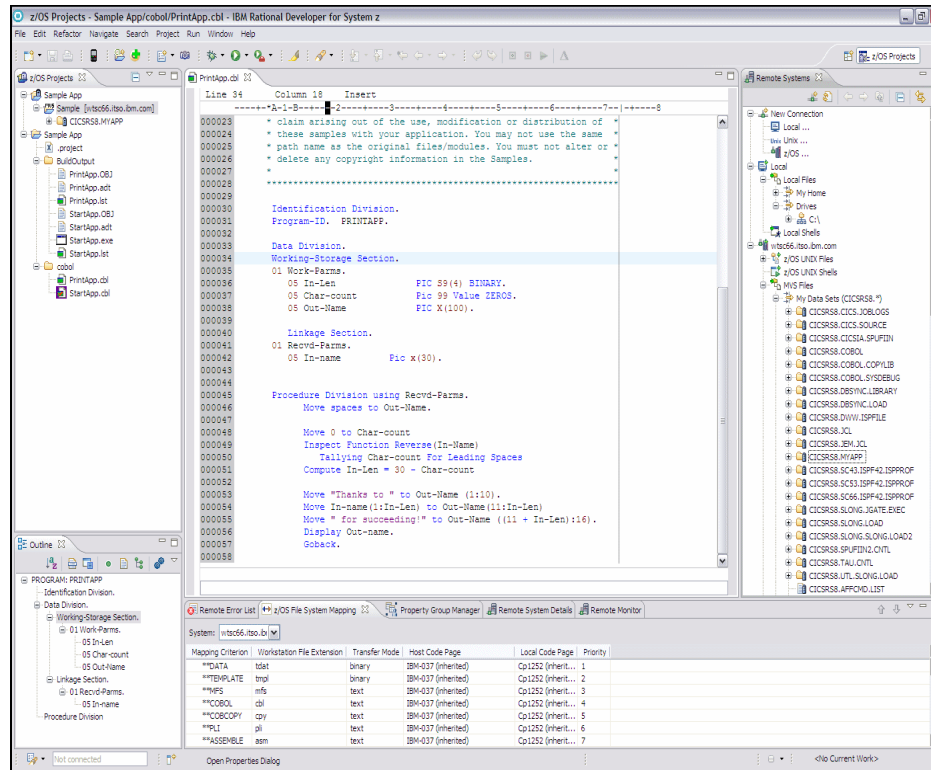 z/OS Projects - Sample App/cobol/PrintApp.cbl - IBM Rational Developer for System z
File Edit Refactor Navigate Search Project Run Window Help
z/OS Projects
z/OS Projects
Sample App
Sample [wtsc66.itso.ibm.com]
CICSRS8.MYAPP
Sample App
.project
BuildOutput
PrintApp.OBJ
PrintApp.adt
PrintApp.lst
StartApp.OBJ
StartApp.adt
StartApp.exe
StartApp.lst
cobol
PrintApp.cbl
StartApp.cbl
Outline
PROGRAM: PRINTAPP
Identification Division.
Data Division.
Working-Storage Section.
01 Work-Parms.
05 In-Len
05 Char-count
05 Out-Name
Linkage Section.
01 Recvd-Parms.
05 In-name
Procedure Division
PrintApp.cbl
Line 34 Column 18 Insert
----+-*A-1-B--+----2----+----3----+----4----+----5----+----6----+----7--|-+----8
000023 * claim arising out of the use, modification or distribution of *
000024 * these samples with your application. You may not use the same *
000025 * path name as the original files/modules. You must not alter or *
000026 * delete any copyright information in the Samples. *
000027 * *
000028 ****************************************************************
000029
000030 Identification Division.
000031 Program-ID. PRINTAPP.
000032
000033 Data Division.
000034 Working-Storage Section.
000035 01 Work-Parms.
000036 05 In-Len Pic S9(4) BINARY.
000037 05 Char-count Pic 99 Value ZEROS.
000038 05 Out-Name PIC X(100).
000039
000040 Linkage Section.
000041 01 Recvd-Parms.
000042 05 In-name Pic x(30).
000043
000044
000045 Procedure Division using Recvd-Parms.
000046 Move spaces to Out-Name.
000047
000048 Move 0 to Char-count
000049 Inspect Function Reverse(In-Name)
000050 Tallying Char-count For Leading Spaces
000051 Compute In-Len = 30 - Char-count
000052
000053 Move "Thanks to " to Out-Name (1:10).
000054 Move In-name(1:In-Len) to Out-Name(11:In-Len)
000055 Move " for succeeding!" to Out-Name ((11 + In-Len):16).
000056 Display Out-name.
000057 Goback.
000058
Remote Systems
New Connection
Local ...
Unix ...
z/OS ...
Local
Local Files
My Home
Drives
C:\
Local Shells
wtsc66.itso.ibm.com
z/OS UNIX Files
z/OS UNIX Shells
MVS Files
My Data Sets (CICSRS8.*)
CICSRS8.CICS.JOBLOGS
CICSRS8.CICS.SOURCE
CICSRS8.CICSIA.SPUFIIN
CICSRS8.COBOL
CICSRS8.COBOL.COPYLIB
CICSRS8.COBOL.SYSDEBUG
CICSRS8.DBSYNC.LIBRARY
CICSRS8.DBSYNC.LOAD
CICSRS8.DWW.ISPFILE
CICSRS8.JCL
CICSRS8.JEM.JCL
CICSRS8.MYAPP
CICSRS8.SC43.ISPF42.ISPPROF
CICSRS8.SC53.ISPF42.ISPPROF
CICSRS8.SC66.ISPF42.ISPPROF
CICSRS8.SLONG.JGATE.EXEC
CICSRS8.SLONG.LOAD
CICSRS8.SLONG.SLONG.LOAD2
CICSRS8.SPUFIIN2.CNTL
CICSRS8.TAU.CNTL
CICSRS8.UTL.SLONG.LOAD
CICSRS8.AFFCMD.LIST
Remote Error List z/OS File System Mapping Property Group Manager Remote System Details Remote Monitor
System: wtsc66.itso.ibr
Mapping Criterion Workstation File Extension Transfer Mode Host Code Page Local Code Page Priority
**DATA tdat binary IBM-037 (inherited) Cp1252 (inherit... 1
**TEMPLATE tmpl binary IBM-037 (inherited) Cp1252 (inherit... 2
**MFS mfs text IBM-037 (inherited) Cp1252 (inherit... 3
**COBOL cbl text IBM-037 (inherited) Cp1252 (inherit... 4
**COBCOPY cpy text IBM-037 (inherited) Cp1252 (inherit... 5
**PLI pli text IBM-037 (inherited) Cp1252 (inherit... 6
**ASSEMBLE asm text IBM-037 (inherited) Cp1252 (inherit... 7
Not connected
Open Properties Dialog
<No Current Work>